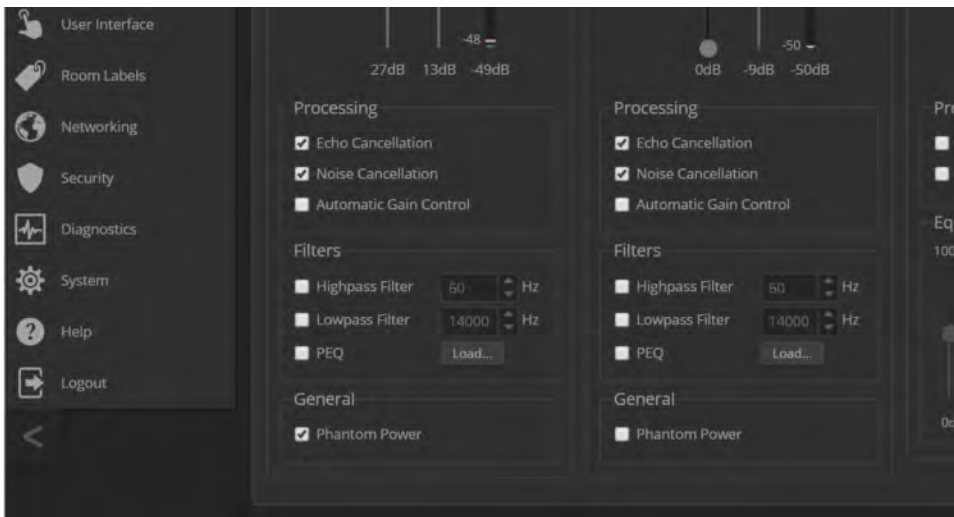 User Interface
Room Labels
Networking
Security
Diagnostics
System
Help
Logout
<
-48
27dB 13dB -49dB
Processing
Echo Cancellation
Noise Cancellation
Automatic Gain Control
Filters
Highpass Filter 60 Hz
Lowpass Filter 14000 Hz
PEQ Load...
General
Phantom Power
-50
0dB -9dB -50dB
Processing
Echo Cancellation
Noise Cancellation
Automatic Gain Control
Filters
Highpass Filter 60 Hz
Lowpass Filter 14000 Hz
PEQ Load...
General
Phantom Power
Pr
Eq
100